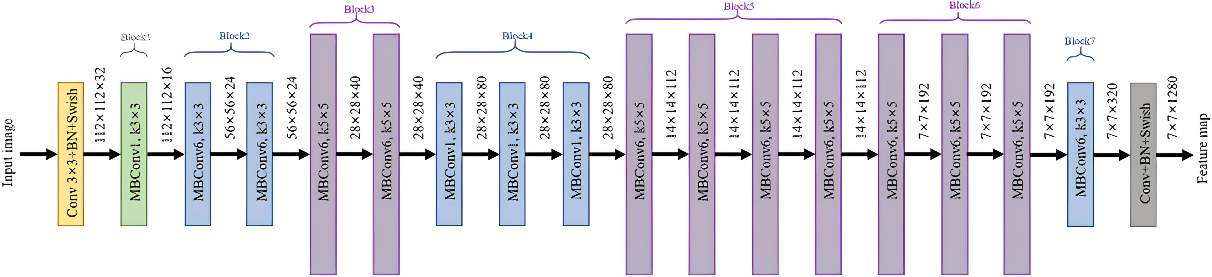 Block1
Block2
Block3
Block4
Block5
Block6
Block7
Input image
Conv 3×3+BN+Swish
112×112×32
MBConv1, k3×3
112×112×16
MBConv6, k3×3
56×56×24
MBConv6, k3×3
56×56×24
MBConv6, k5×5
28×28×40
MBConv6, k5×5
28×28×40
MBConv1, k3×3
28×28×80
MBConv1, k3×3
28×28×80
MBConv1, k3×3
28×28×80
MBConv6, k5×5
14×14×112
MBConv6, k5×5
14×14×112
MBConv6, k5×5
14×14×112
MBConv6, k5×5
14×14×112
MBConv6, k5×5
7×7×192
MBConv6, k5×5
7×7×192
MBConv6, k5×5
7×7×192
MBConv6, k3×3
7×7×320
Conv+BN+Swish
7×7×1280
Feature map